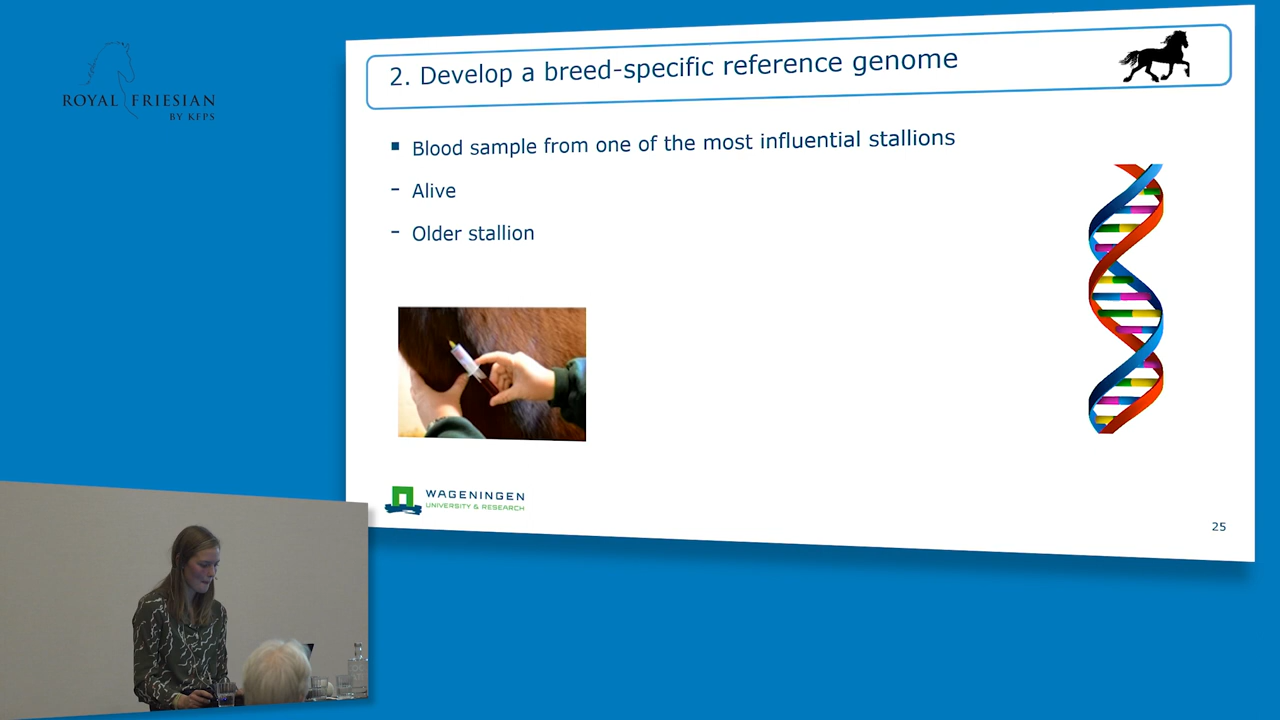 ROYAL FRIESIAN
BY KFPS
2. Develop a breed-specific reference genome
▪ Blood sample from one of the most influential stallions
- Alive
- Older stallion
WAGENINGEN
UNIVERSITY & RESEARCH
25